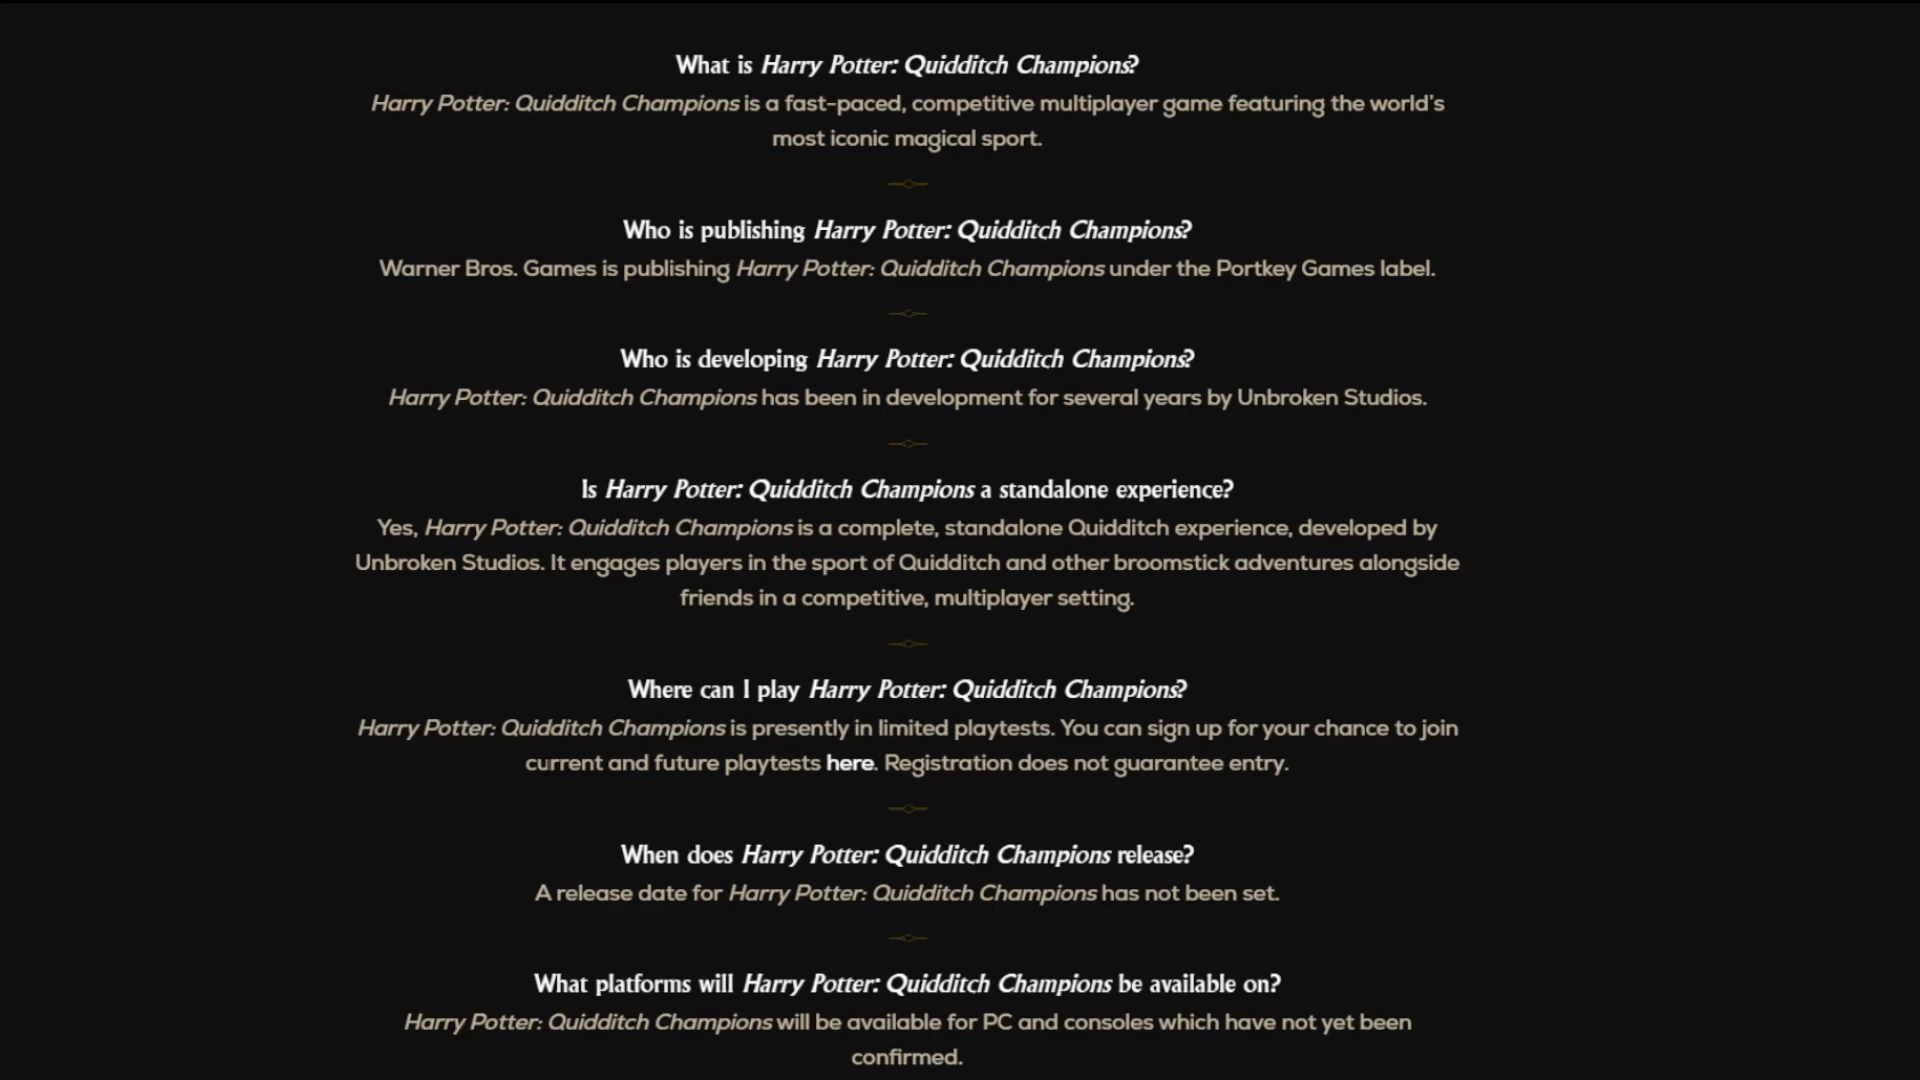 What is Harry Potter: Quidditch Champions?
Harry Potter: Quidditch Champions is a fast-paced, competitive multiplayer game featuring the world's
most iconic magical sport.
Who is publishing Harry Potter: Quidditch Champions?
Warner Bros. Games is publishing Harry Potter: Quidditch Champions under the Portkey Games label.
Who is developing Harry Potter: Quidditch Champions?
Harry Potter: Quidditch Champions has been in development for several years by Unbroken Studios.
Is Harry Potter: Quidditch Champions a standalone experience?
Yes, Harry Potter: Quidditch Champions is a complete, standalone Quidditch experience, developed by
Unbroken Studios. It engages players in the sport of Quidditch and other broomstick adventures alongside
friends in a competitive, multiplayer setting.
Where can I play Harry Potter: Quidditch Champions?
Harry Potter: Quidditch Champions is presently in limited playtests. You can sign up for your chance to join
current and future playtests here. Registration does not guarantee entry.
When does Harry Potter: Quidditch Champions release?
A release date for Harry Potter: Quidditch Champions has not been set.
What platforms will Harry Potter: Quidditch Champions be available on?
Harry Potter: Quidditch Champions will be available for PC and consoles which have not yet been
confirmed.